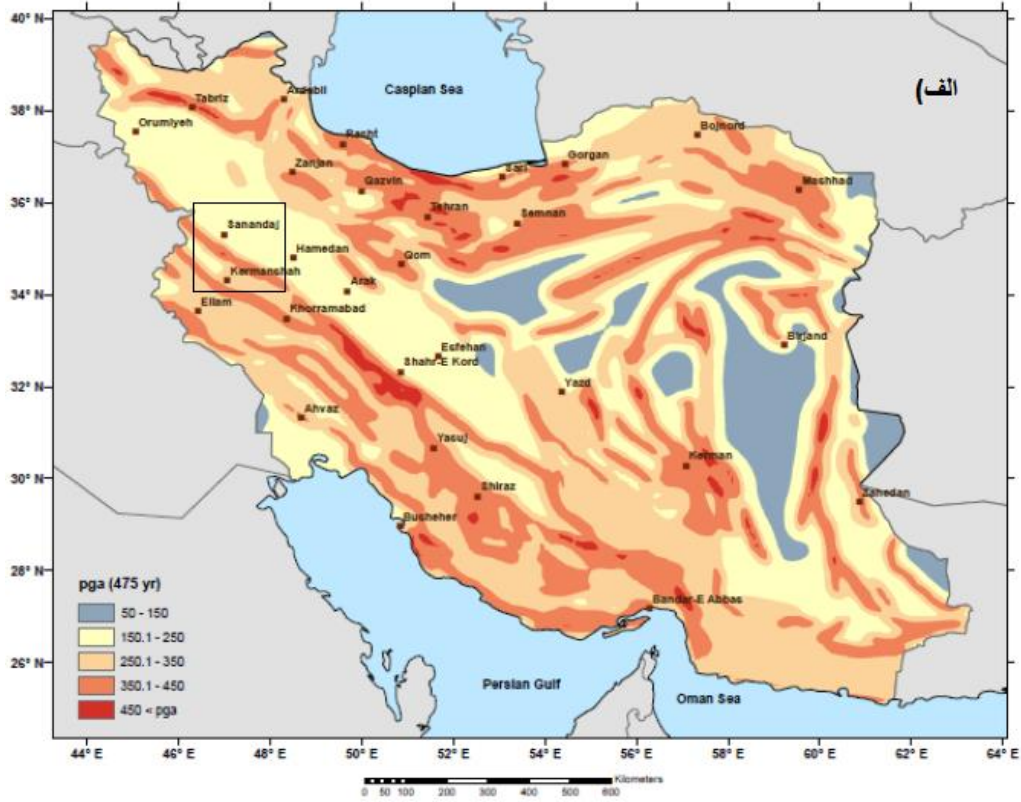 40° N
38° N
36° N
34° N
32° N
30° N
28° N
26° N
الف)
Caspian Sea
Tabriz
Ardebil
Orumiyeh
Rasht
Bojnord
Zanjan
Gorgan
Sari
Qazvin
Mashhad
Tehran
Semnan
Sanandaj
Hamedan
Qom
Kermanshah
Arak
Ellam
Khorramabad
Birjand
Esfehan
Shahr-E Kord
Yazd
Ahvaz
Yasuj
Kerman
Shiraz
Zahedan
Busheher
Bandar-E Abbas
Persian Gulf
Oman Sea
pga (475 yr)
50 - 150
150.1 - 250
250.1 - 350
350.1 - 450
450 < pga
44° E 46° E 48° E 50° E 52° E 54° E 56° E 58° E 60° E 62° E 64° E
0 50 100 200 300 400 500 600 Kilometers